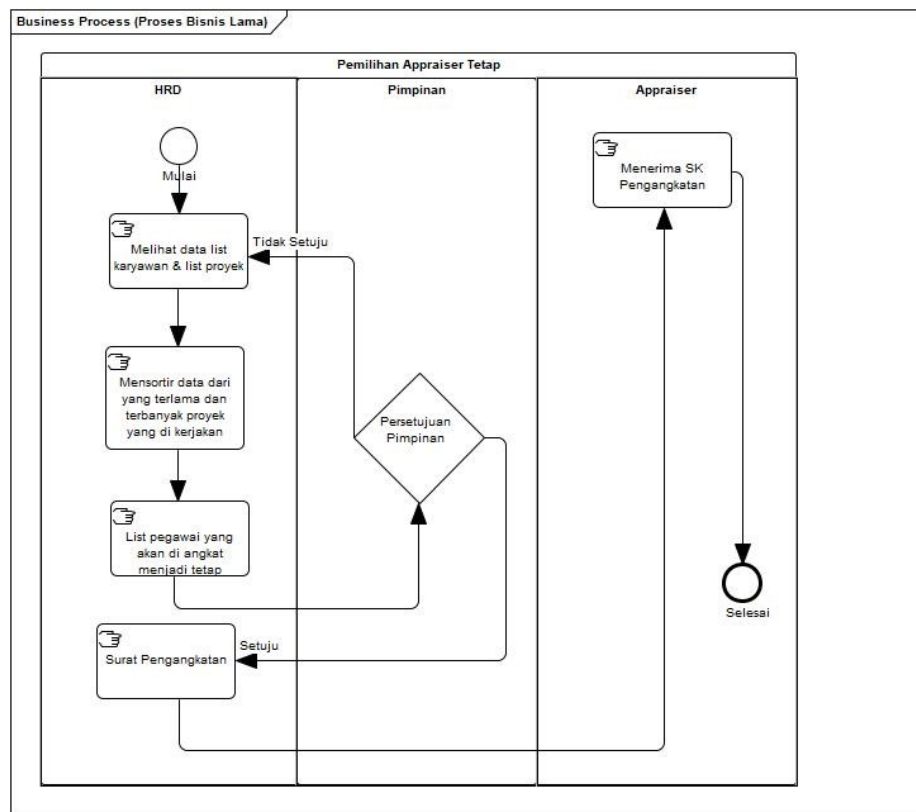 Business Process (Proses Bisnis Lama)
Pemilihan Appraiser Tetap
HRD
Pimpinan
Appraiser
Mulai
Melihat data list
karyawan & list proyek
Tidak Setuju
Mensortir data dari
yang terlama dan
terbanyak proyek
yang di kerjakan
List pegawai yang
akan di angkat
menjadi tetap
Persetujuan
Pimpinan
Setuju
Surat Pengangkatan
Menerima SK
Pengangkatan
Selesai